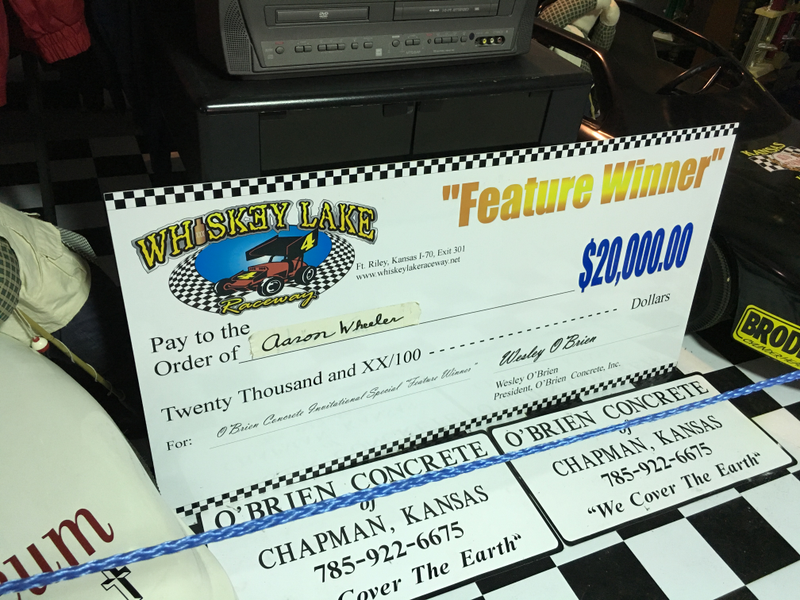 WHISKEY LAKE
4
Raceway
Ft. Riley, Kansas I-70, Exit 301
www.whiskeylakeraceway.net
"Feature Winner"
$20,000.00
Pay to the
Order of Aaron Wheeler
Twenty Thousand and XX/100 Dollars
For: O'Brien Concrete Invitational Special "Feature Winner"
Wesley O'Brien
Wesley O'Brien
President, O'Brien Concrete, Inc.
O'BRIEN CONCRETE
of
CHAPMAN, KANSAS
785-922-6675
Cover The Earth"
O'BRIEN CONCRETE
of
CHAPMAN, KANSAS
785-922-6675
"We Cover The Earth"
BROD
eum
DVD